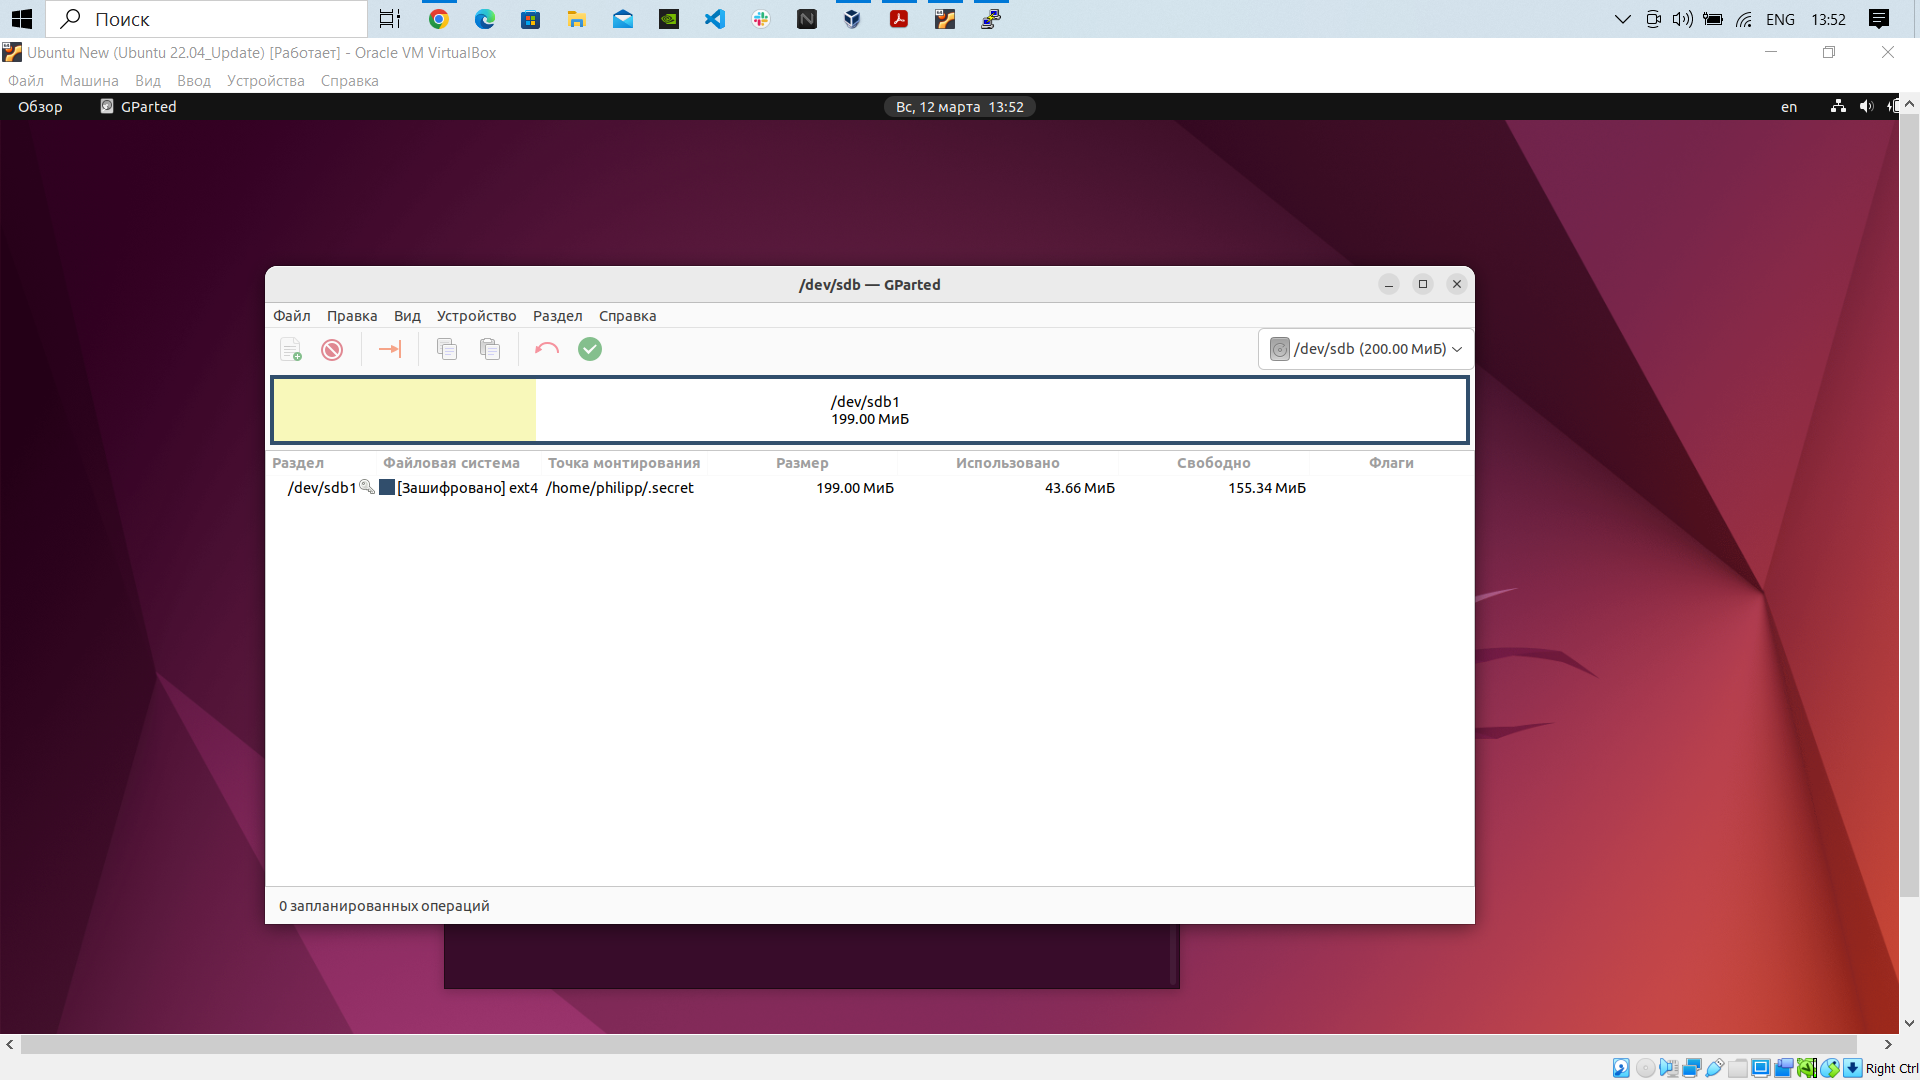 Поиск
ENG
13:52
Ubuntu New (Ubuntu 22.04_Update) [Работает] - Oracle VM VirtualBox
Файл Машина Вид Ввод Устройства Справка
Обзор GParted Вс, 12 марта 13:52 en
/dev/sdb — GParted
Файл Правка Вид Устройство Раздел Справка
/dev/sdb (200.00 МиБ)
/dev/sdb1
199.00 МиБ
Раздел Файловая система Точка монтирования Размер Использовано Свободно Флаги
/dev/sdb1 [Зашифровано] ext4 /home/philipp/.secret 199.00 МиБ 43.66 МиБ 155.34 МиБ
0 запланированных операций
Right Ctrl